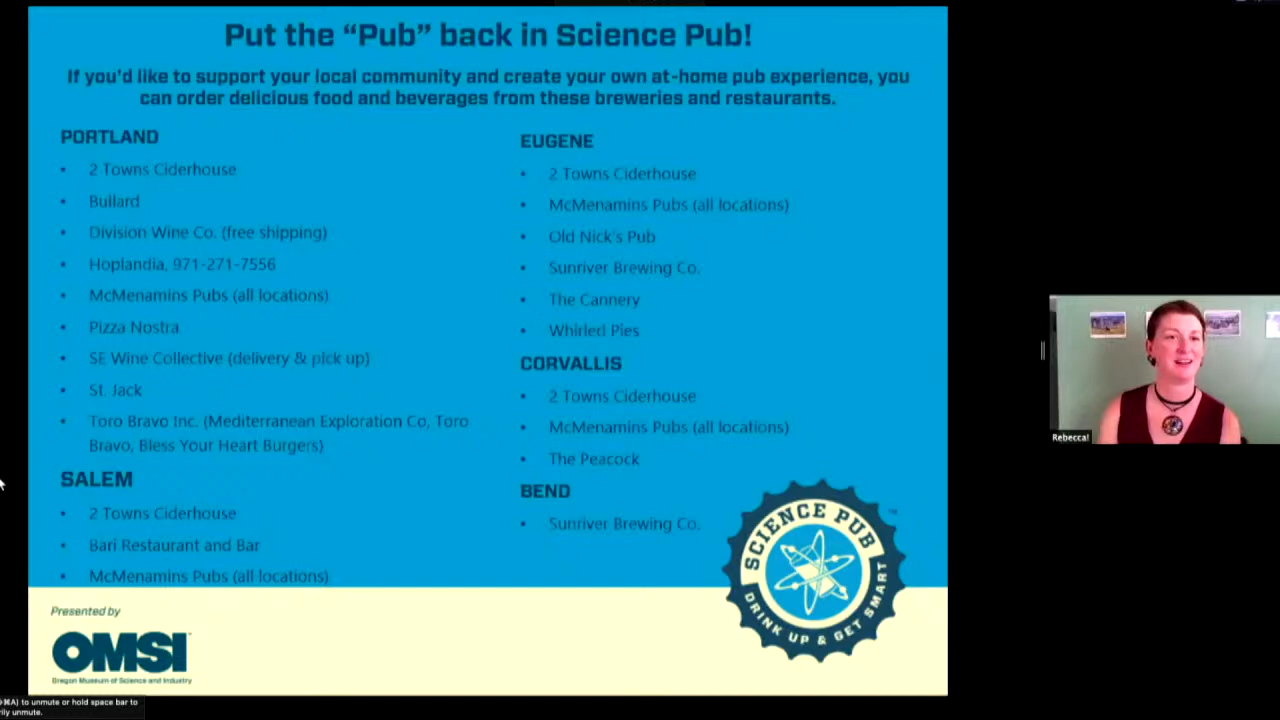 Put the “Pub” back in Science Pub!
If you'd like to support your local community and create your own at-home pub experience, you
can order delicious food and beverages from these breweries and restaurants.
PORTLAND
• 2 Towns Ciderhouse
• Bullard
• Division Wine Co. (free shipping)
• Hoplandia, 971-271-7556
• McMenamins Pubs (all locations)
• Pizza Nostra
• SE Wine Collective (delivery & pick up)
• St. Jack
• Toro Bravo Inc. (Mediterranean Exploration Co, Toro
Bravo, Bless Your Heart Burgers)
SALEM
• 2 Towns Ciderhouse
• Bari Restaurant and Bar
• McMenamins Pubs (all locations)
EUGENE
• 2 Towns Ciderhouse
• McMenamins Pubs (all locations)
• Old Nick's Pub
• Sunriver Brewing Co.
• The Cannery
• Whirled Pies
CORVALLIS
• 2 Towns Ciderhouse
• McMenamins Pubs (all locations)
• The Peacock
BEND
• Sunriver Brewing Co.
SCIENCE PUB ™
DRINK UP & GET SMART
Presented by
OMSI
Oregon Museum of Science and Industry
Rebecca!
⌘A) to unmute or hold space bar to
rily unmute.